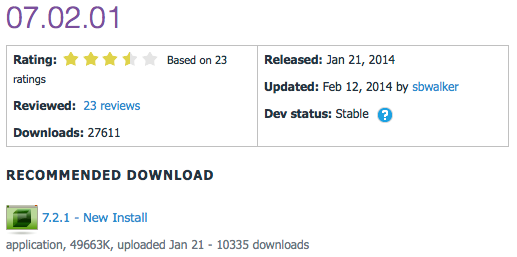 07.02.01
Rating: Based on 23
ratings
Reviewed: 23 reviews
Downloads: 27611
Released: Jan 21, 2014
Updated: Feb 12, 2014 by sbwalker
Dev status: Stable ?
RECOMMENDED DOWNLOAD
7.2.1 - New Install
application, 49663K, uploaded Jan 21 - 10335 downloads